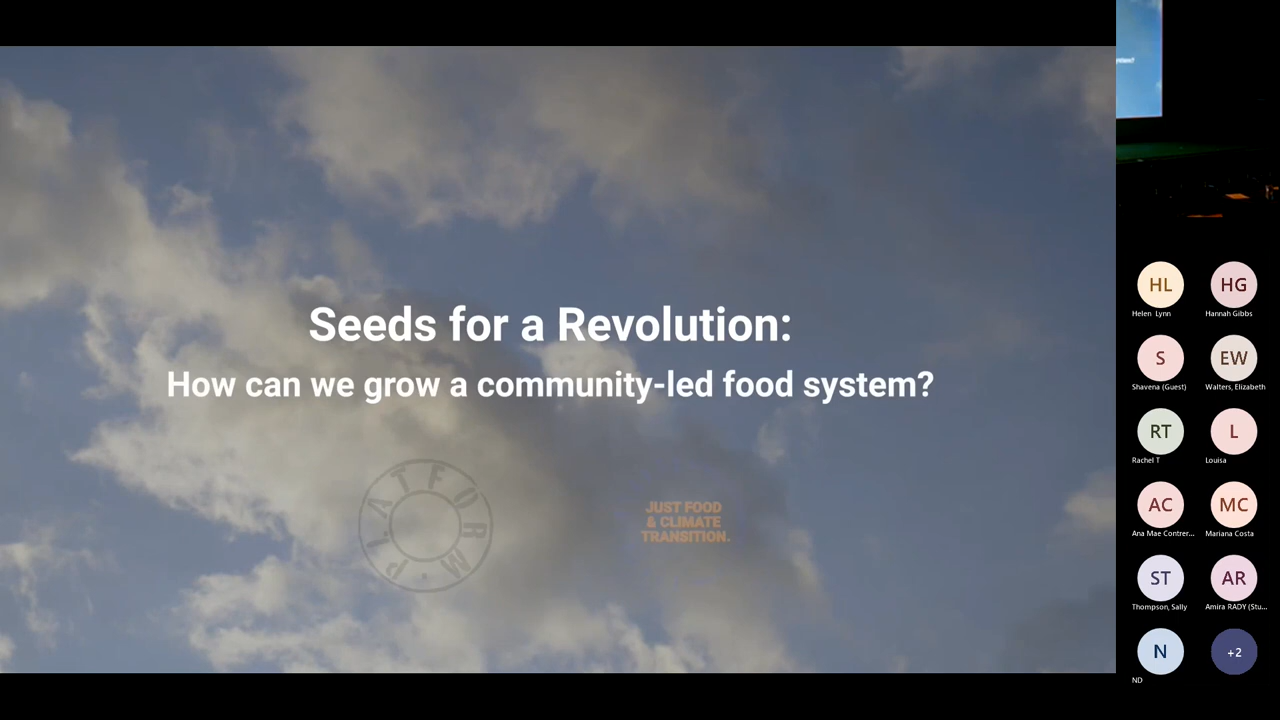 Seeds for a Revolution:
How can we grow a community-led food system?
PLATFORM
JUST FOOD
& CLIMATE
TRANSITION.
HL
HG
Helen Lynn
Hannah Gibbs
S
EW
Shavena (Guest)
Walters, Elizabeth
RT
L
Rachel T
Louisa
AC
MC
Ana Mae Contrer...
Mariana Costa
ST
AR
Thompson, Sally
Amira RADY (Stu...
N
+2
ND